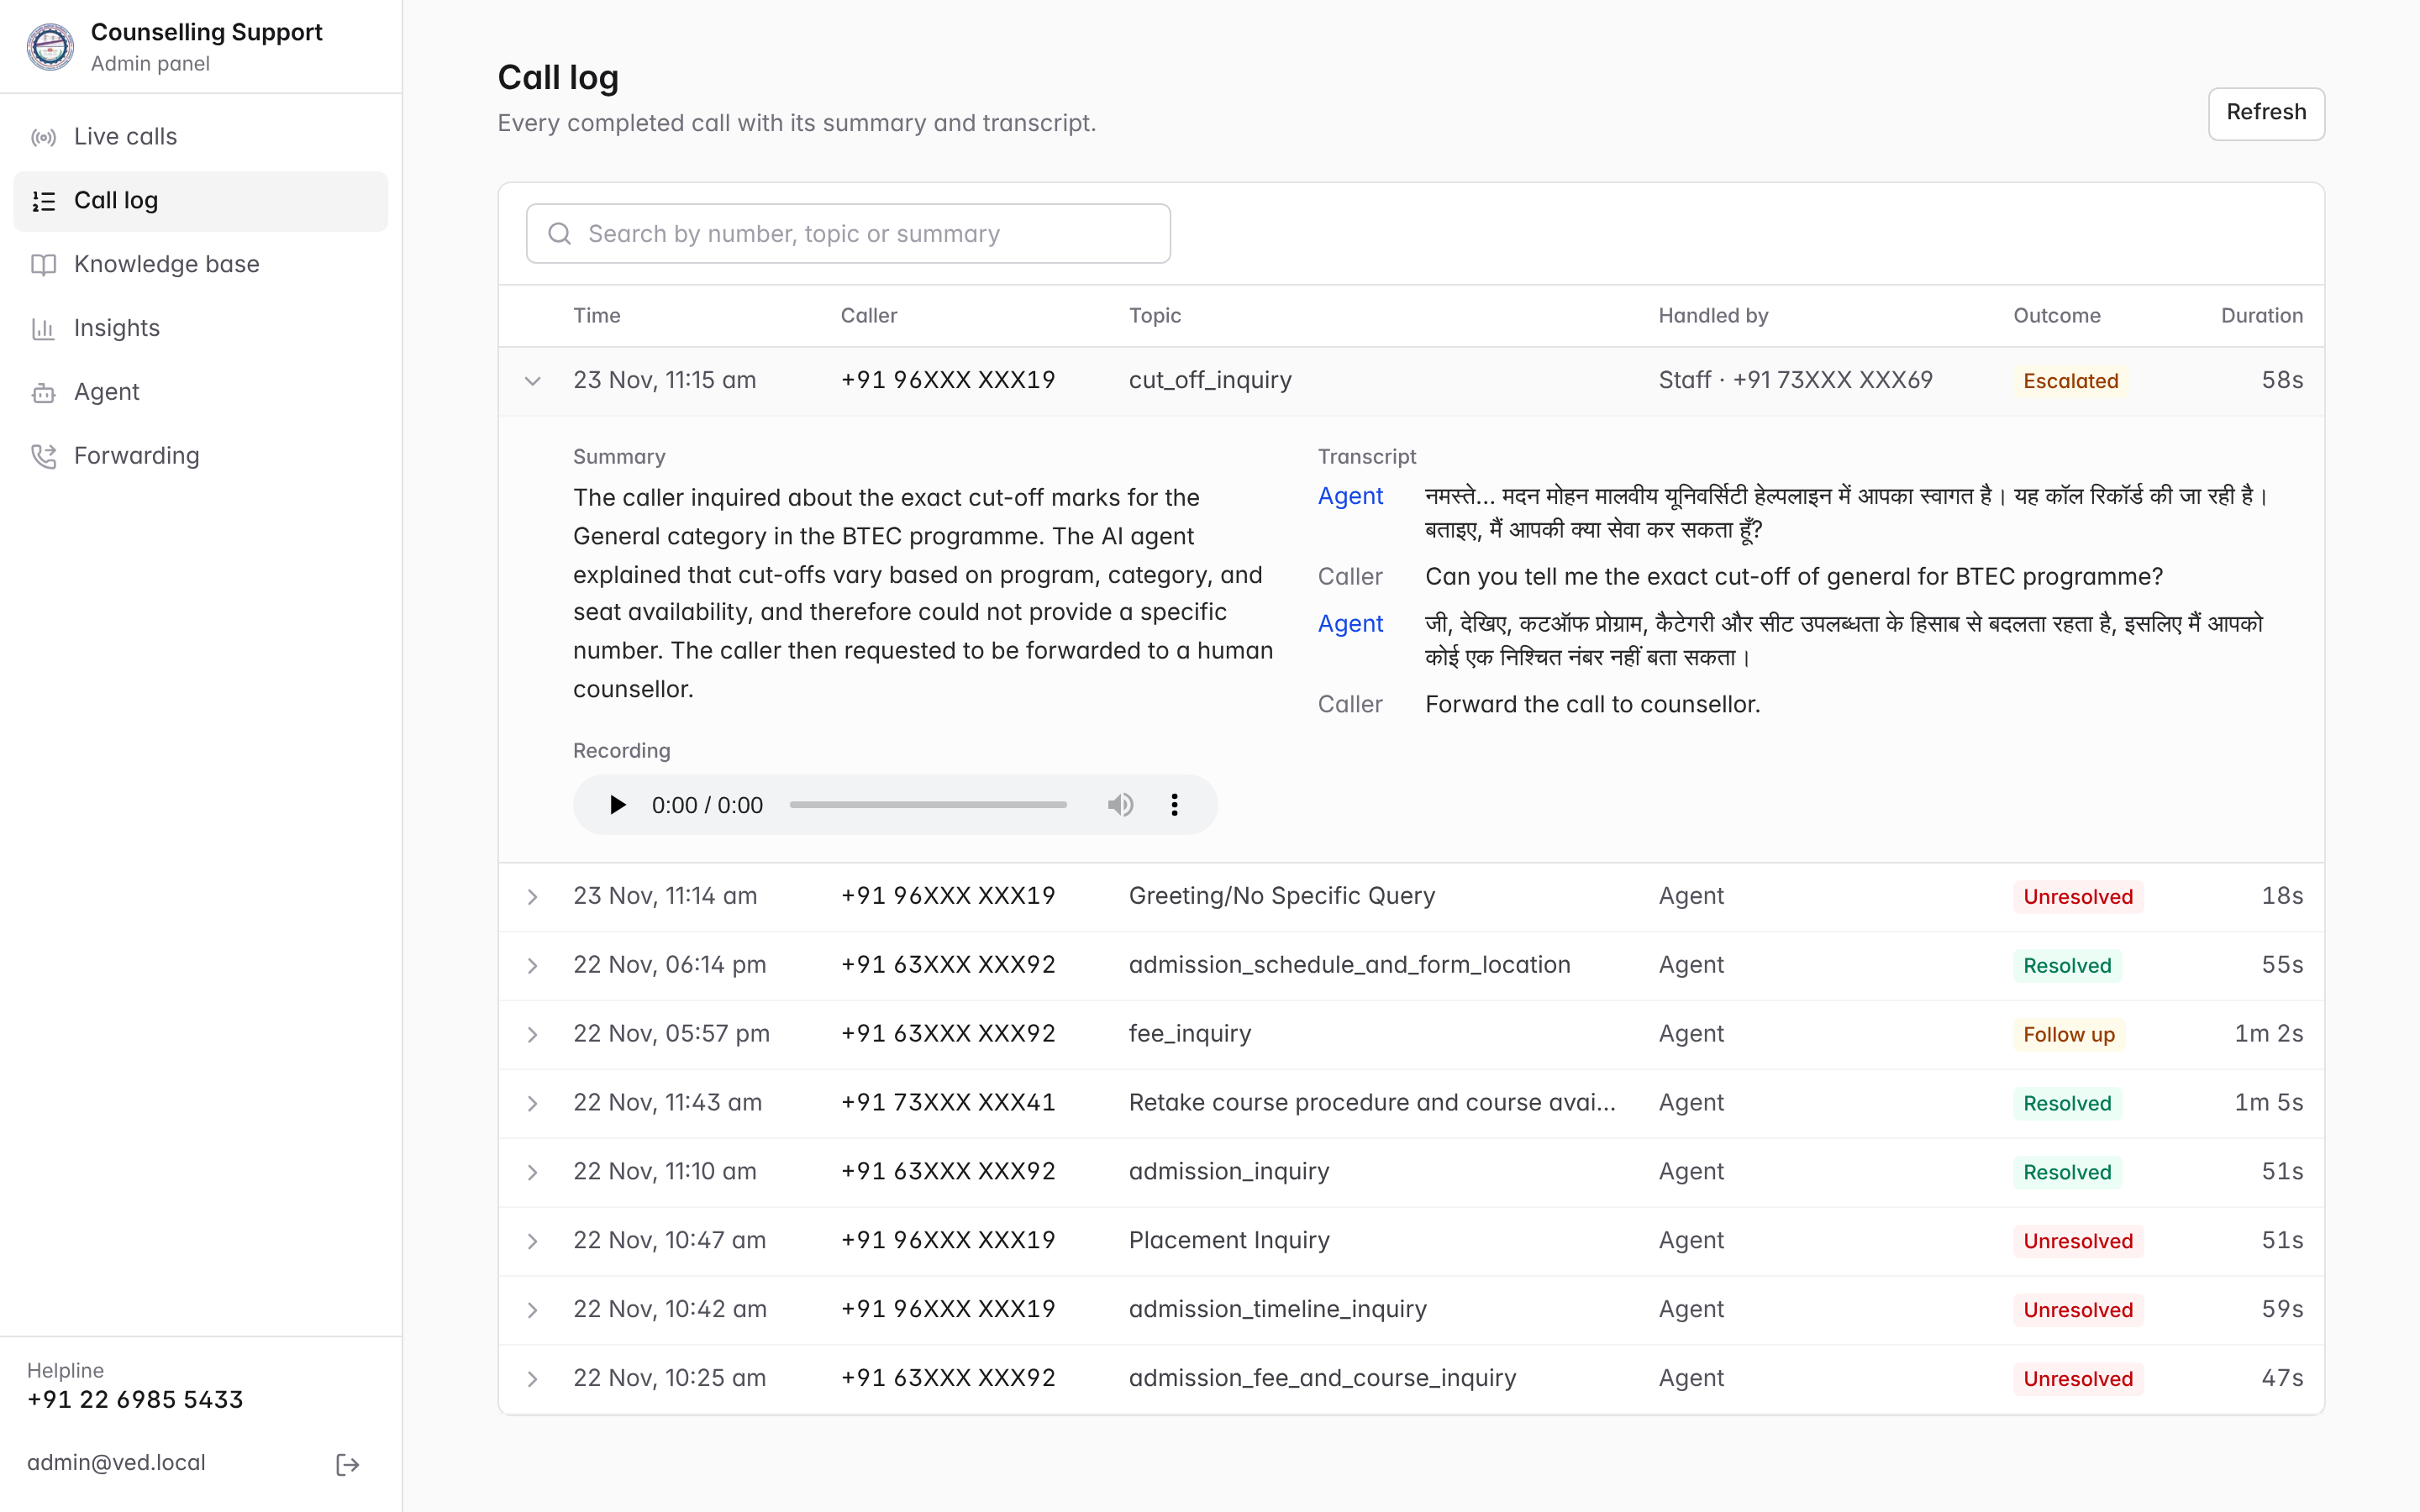 Counselling Support
Admin panel
Live calls
Call log
Knowledge base
Insights
Agent
Forwarding
Helpline
+91 22 6985 5433
admin@ved.local
Call log
Every completed call with its summary and transcript.
Refresh
Search by number, topic or summary
Time Caller Topic Handled by Outcome Duration
23 Nov, 11:15 am +91 96XXX XXX19 cut_off_inquiry Staff · +91 73XXX XXX69 Escalated 58s
Summary
The caller inquired about the exact cut-off marks for the
General category in the BTEC programme. The AI agent
explained that cut-offs vary based on program, category, and
seat availability, and therefore could not provide a specific
number. The caller then requested to be forwarded to a human
counsellor.
Recording
0:00 / 0:00
Transcript
Agent नमस्ते... मदन मोहन मालवीय यूनिवर्सिटी हेल्पलाइन में आपका स्वागत है। यह कॉल रिकॉर्ड की जा रही है।
बताइए, मैं आपकी क्या सेवा कर सकता हूँ?
Caller Can you tell me the exact cut-off of general for BTEC programme?
Agent जी, देखिए, कटऑफ प्रोग्राम, कैटेगरी और सीट उपलब्धता के हिसाब से बदलता रहता है, इसलिए मैं आपको
कोई एक निश्चित नंबर नहीं बता सकता।
Caller Forward the call to counsellor.
23 Nov, 11:14 am +91 96XXX XXX19 Greeting/No Specific Query Agent Unresolved 18s
22 Nov, 06:14 pm +91 63XXX XXX92 admission_schedule_and_form_location Agent Resolved 55s
22 Nov, 05:57 pm +91 63XXX XXX92 fee_inquiry Agent Follow up 1m 2s
22 Nov, 11:43 am +91 73XXX XXX41 Retake course procedure and course avai... Agent Resolved 1m 5s
22 Nov, 11:10 am +91 63XXX XXX92 admission_inquiry Agent Resolved 51s
22 Nov, 10:47 am +91 96XXX XXX19 Placement Inquiry Agent Unresolved 51s
22 Nov, 10:42 am +91 96XXX XXX19 admission_timeline_inquiry Agent Unresolved 59s
22 Nov, 10:25 am +91 63XXX XXX92 admission_fee_and_course_inquiry Agent Unresolved 47s